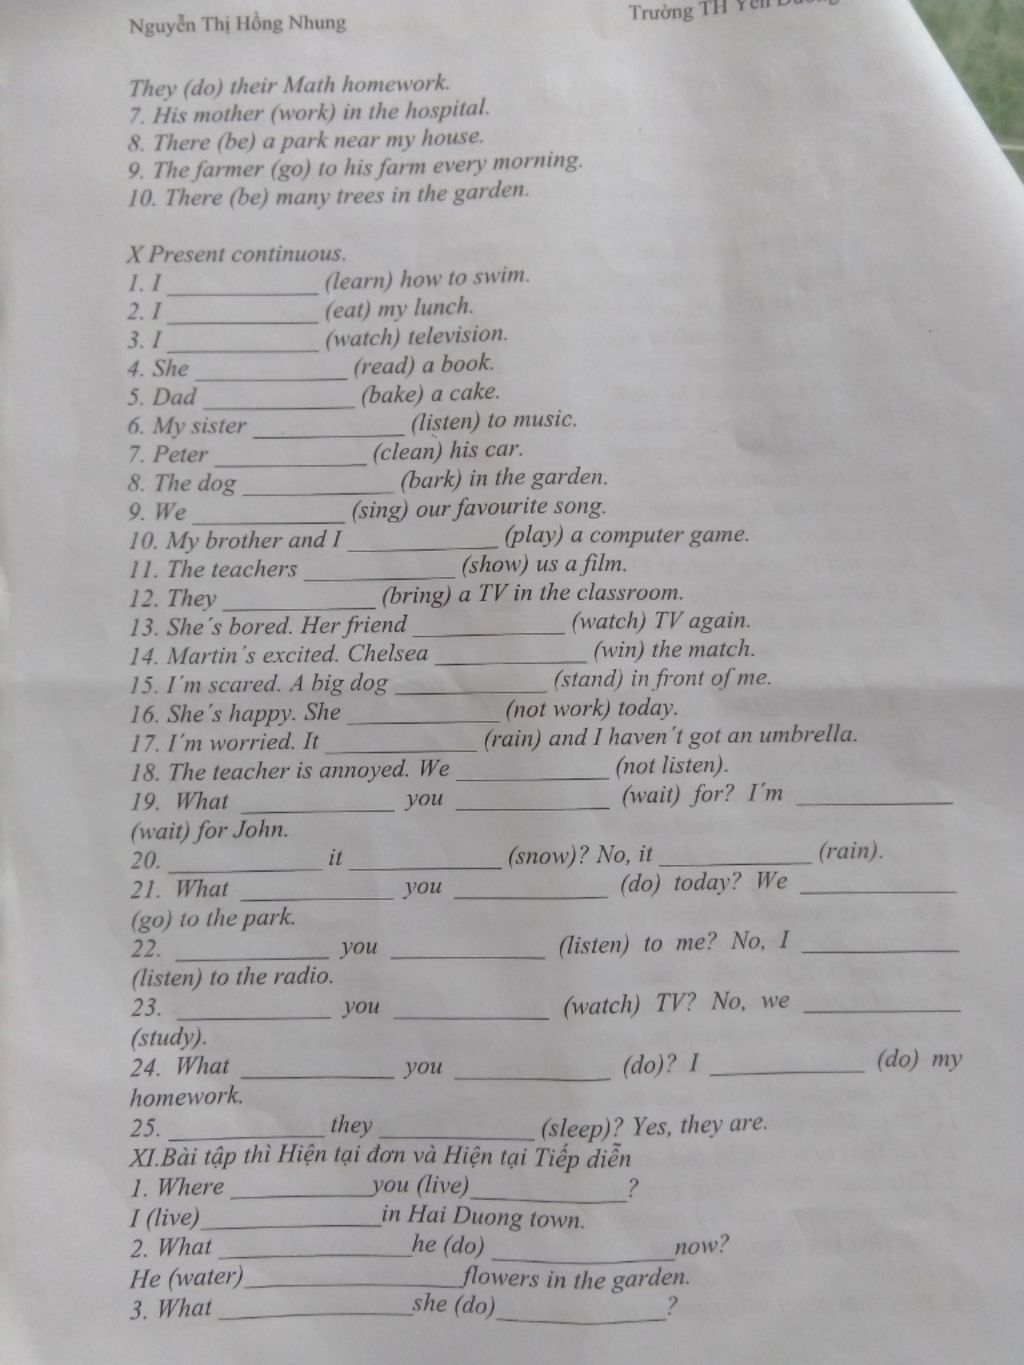 Nguyễn Thị Hồng Nhung
Trường TH Yên
They (do) their Math homework.
7. His mother (work) in the hospital.
8. There (be) a park near my house.
9. The farmer (go) to his farm every morning.
10. There (be) many trees in the garden.
X Present continuous.
1. I ____________ (learn) how to swim.
2. I ____________ (eat) my lunch.
3. I ____________ (watch) television.
4. She ____________ (read) a book.
5. Dad ____________ (bake) a cake.
6. My sister ____________ (listen) to music.
7. Peter ____________ (clean) his car.
8. The dog ____________ (bark) in the garden.
9. We ____________ (sing) our favourite song.
10. My brother and I ____________ (play) a computer game.
11. The teachers ____________ (show) us a film.
12. They ____________ (bring) a TV in the classroom.
13. She´s bored. Her friend ____________ (watch) TV again.
14. Martin´s excited. Chelsea ____________ (win) the match.
15. I´m scared. A big dog ____________ (stand) in front of me.
16. She´s happy. She ____________ (not work) today.
17. I´m worried. It ____________ (rain) and I haven´t got an umbrella.
18. The teacher is annoyed. We ____________ (not listen).
19. What ____________ you ____________ (wait) for? I´m ____________
(wait) for John.
20. ____________ it ____________ (snow)? No, it ____________ (rain).
21. What ____________ you ____________ (do) today? We ____________
(go) to the park.
22. ____________ you ____________ (listen) to me? No, I ____________
(listen) to the radio.
23. ____________ you ____________ (watch) TV? No, we ____________
(study).
24. What ____________ you ____________ (do)? I ____________ (do) my
homework.
25. ____________ they ____________ (sleep)? Yes, they are.
XI.Bài tập thì Hiện tại đơn và Hiện tại Tiếp diễn
1. Where ____________you (live)____________?
I (live)______________in Hai Duong town.
2. What ________________he (do) _______________now?
He (water)_________________flowers in the garden.
3. What ________________she (do)______________?